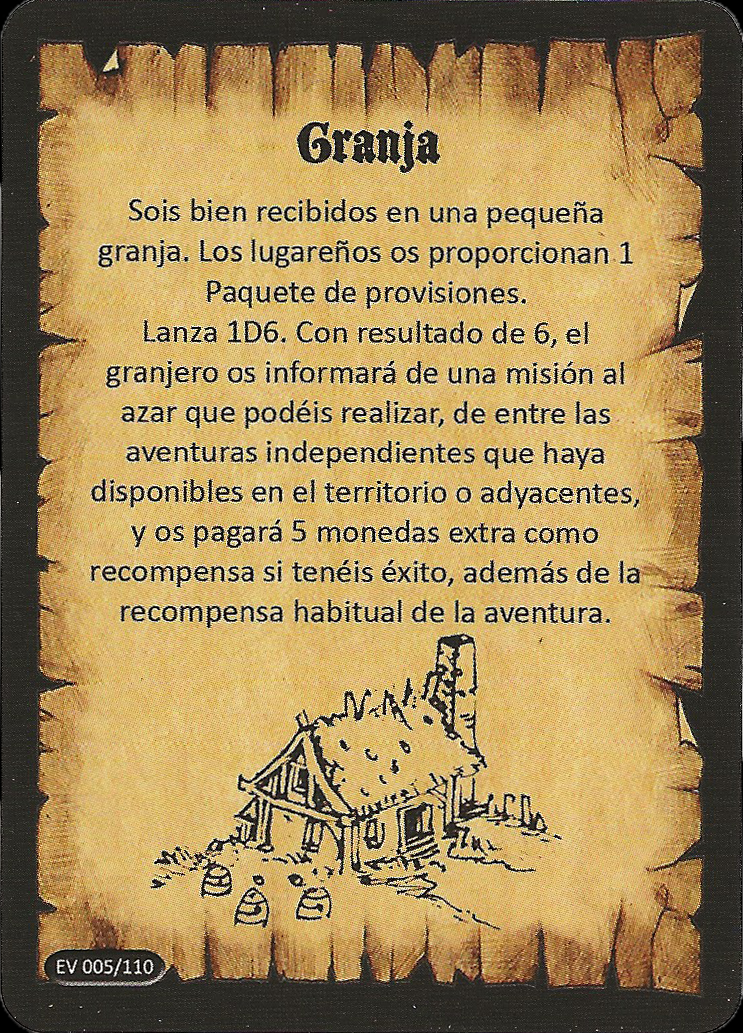 Granja
Sois bien recibidos en una pequeña
granja. Los lugareños os proporcionan 1
Paquete de provisiones.
Lanza 1D6. Con resultado de 6, el
granjero os informará de una misión al
azar que podéis realizar, de entre las
aventuras independientes que haya
disponibles en el territorio o adyacentes,
y os pagará 5 monedas extra como
recompensa si tenéis éxito, además de la
recompensa habitual de la aventura.
EV 005/110